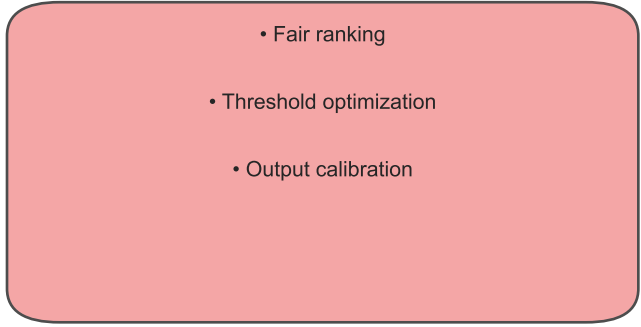 • Fair ranking
• Threshold optimization
• Output calibration